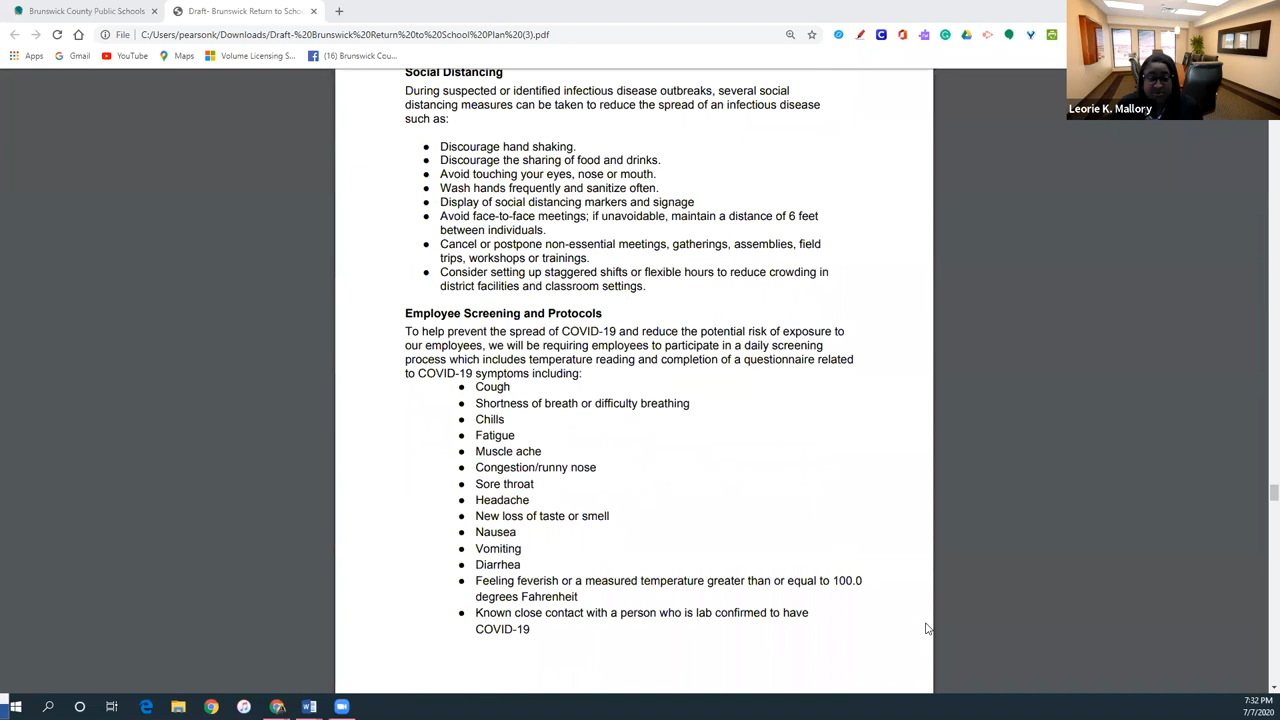 Brunswick County Public Schools
Draft- Brunswick Return to Scho
File
C:/Users/pearsonk/Downloads/Draft-%20Brunswick%20Return%20to%20School%20Plan%20(3).pdf
Apps
Gmail
YouTube
Maps
Volume Licensing S...
(16) Brunswick Cou...
Leorie K. Mallory
Social Distancing
During suspected or identified infectious disease outbreaks, several social
distancing measures can be taken to reduce the spread of an infectious disease
such as:
● Discourage hand shaking.
● Discourage the sharing of food and drinks.
● Avoid touching your eyes, nose or mouth.
● Wash hands frequently and sanitize often.
● Display of social distancing markers and signage
● Avoid face-to-face meetings; if unavoidable, maintain a distance of 6 feet
between individuals.
● Cancel or postpone non-essential meetings, gatherings, assemblies, field
trips, workshops or trainings.
● Consider setting up staggered shifts or flexible hours to reduce crowding in
district facilities and classroom settings.
Employee Screening and Protocols
To help prevent the spread of COVID-19 and reduce the potential risk of exposure to
our employees, we will be requiring employees to participate in a daily screening
process which includes temperature reading and completion of a questionnaire related
to COVID-19 symptoms including:
● Cough
● Shortness of breath or difficulty breathing
● Chills
● Fatigue
● Muscle ache
● Congestion/runny nose
● Sore throat
● Headache
● New loss of taste or smell
● Nausea
● Vomiting
● Diarrhea
● Feeling feverish or a measured temperature greater than or equal to 100.0
degrees Fahrenheit
● Known close contact with a person who is lab confirmed to have
COVID-19
7:32 PM
7/7/2020